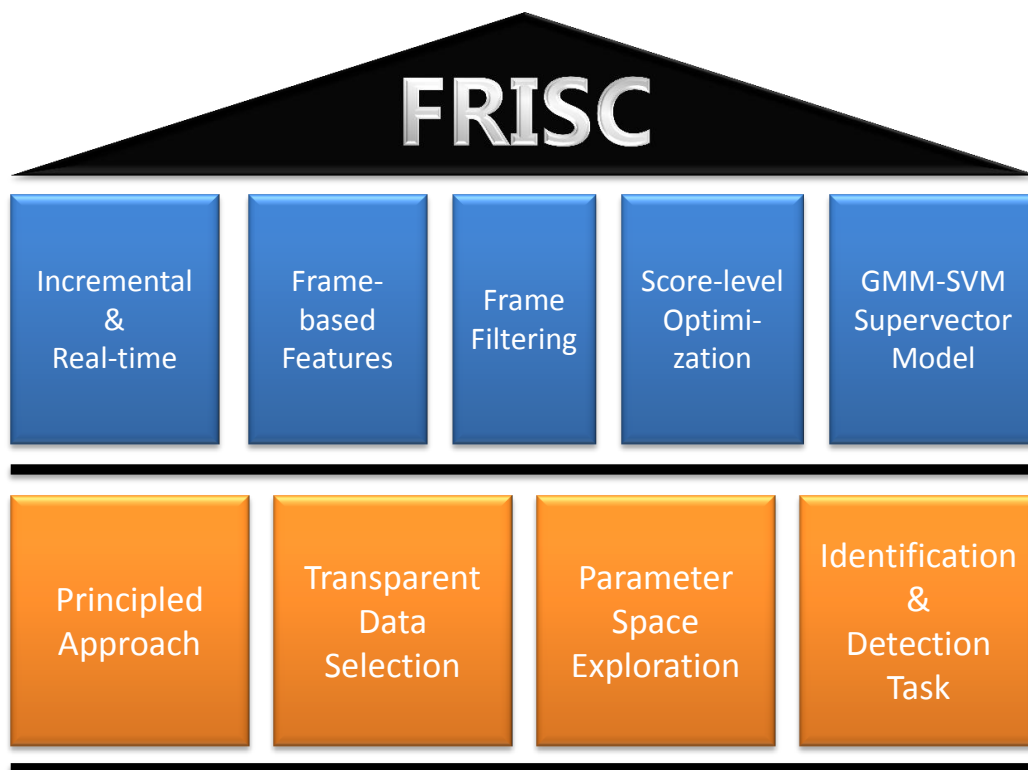 FRISC
Incremental
&
Real-time
Frame-
based
Features
Frame
Filtering
Score-level
Optimi-
zation
GMM-SVM
Supervector
Model
Principled
Approach
Transparent
Data
Selection
Parameter
Space
Exploration
Identification
&
Detection
Task